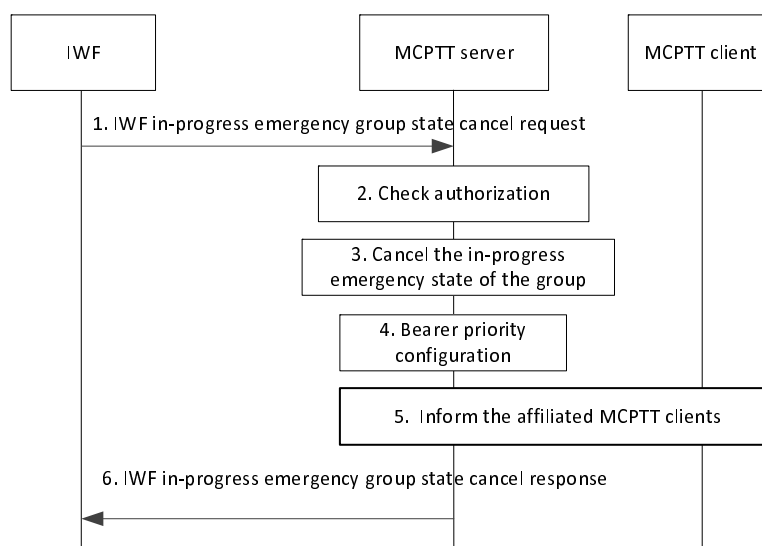 IWF
MCPTT server
MCPTT client
1. IWF in-progress emergency group state cancel request
2. Check authorization
3. Cancel the in-progress
emergency state of the group
4. Bearer priority
configuration
5. Inform the affiliated MCPTT clients
6. IWF in-progress emergency group state cancel response